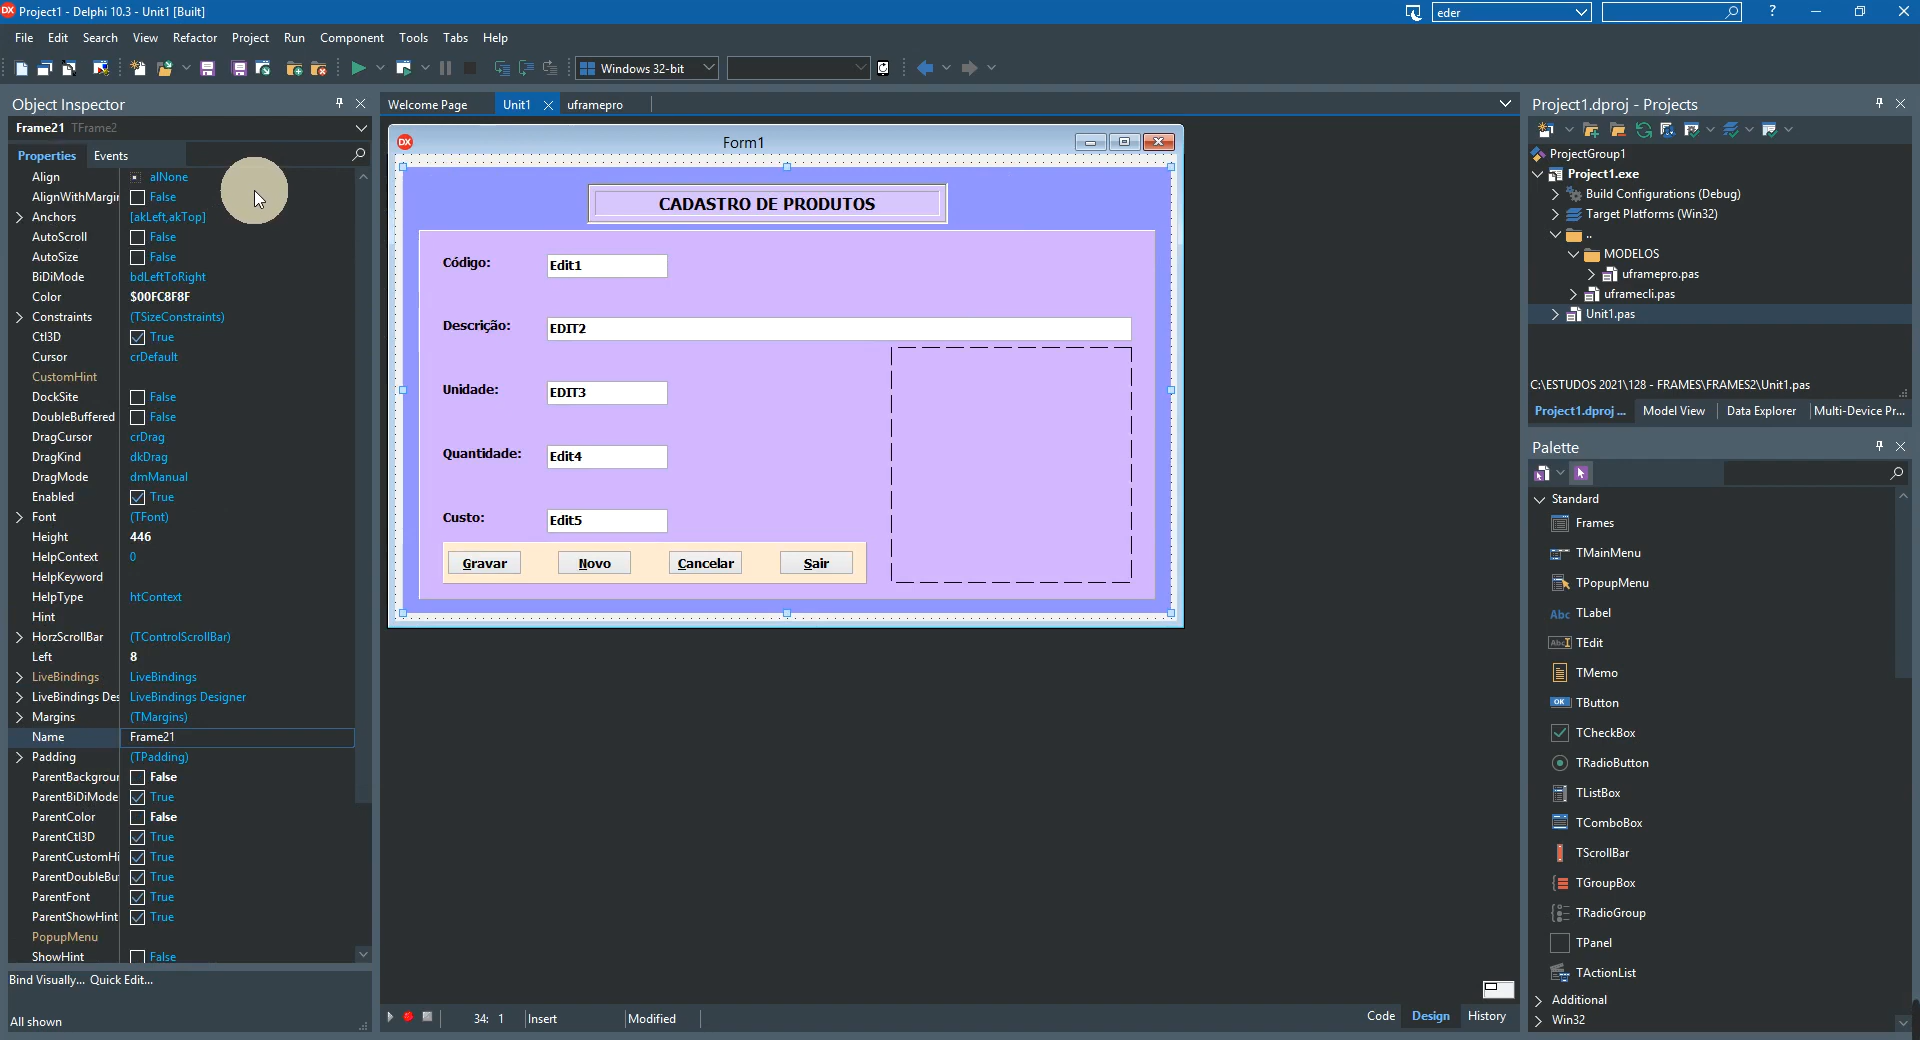 Project1 - Delphi 10.3 - Unit1 [Built]
eder
?
File Edit Search View Refactor Project Run Component Tools Tabs Help
Windows 32-bit
Object Inspector
Frame21 TFrame2
Properties Events
Align alNone
AlignWithMargin False
Anchors [akLeft,akTop]
AutoScroll False
AutoSize False
BiDiMode bdLeftToRight
Color $00FC8F8F
Constraints (TSizeConstraints)
Ctl3D True
Cursor crDefault
CustomHint
DockSite False
DoubleBuffered False
DragCursor crDrag
DragKind dkDrag
DragMode dmManual
Enabled True
Font (TFont)
Height 446
HelpContext 0
HelpKeyword
HelpType htContext
Hint
HorzScrollBar (TControlScrollBar)
Left 8
LiveBindings LiveBindings
LiveBindings Des LiveBindings Designer
Margins (TMargins)
Name Frame21
Padding (TPadding)
ParentBackgroun False
ParentBiDiMode True
ParentColor False
ParentCtl3D True
ParentCustomHi True
ParentDoubleBu True
ParentFont True
ParentShowHint True
PopupMenu
ShowHint False
Bind Visually... Quick Edit...
All shown
Welcome Page Unit1 uframepro
DX Form1
CADASTRO DE PRODUTOS
Código: Edit1
Descrição: EDIT2
Unidade: EDIT3
Quantidade: Edit4
Custo: Edit5
Gravar Novo Cancelar Sair
34: 1 Insert Modified
Code Design History
Project1.dproj - Projects
ProjectGroup1
Project1.exe
Build Configurations (Debug)
Target Platforms (Win32)
..
MODELOS
uframepro.pas
uframecli.pas
Unit1.pas
C:\ESTUDOS 2021\128 - FRAMES\FRAMES2\Unit1.pas
Project1.dproj ... Model View Data Explorer Multi-Device Pr...
Palette
Standard
Frames
TMainMenu
TPopupMenu
Abc TLabel
TEdit
TMemo
OK TButton
TCheckBox
TRadioButton
TListBox
TComboBox
TScrollBar
TGroupBox
TRadioGroup
TPanel
TActionList
Additional
Win32